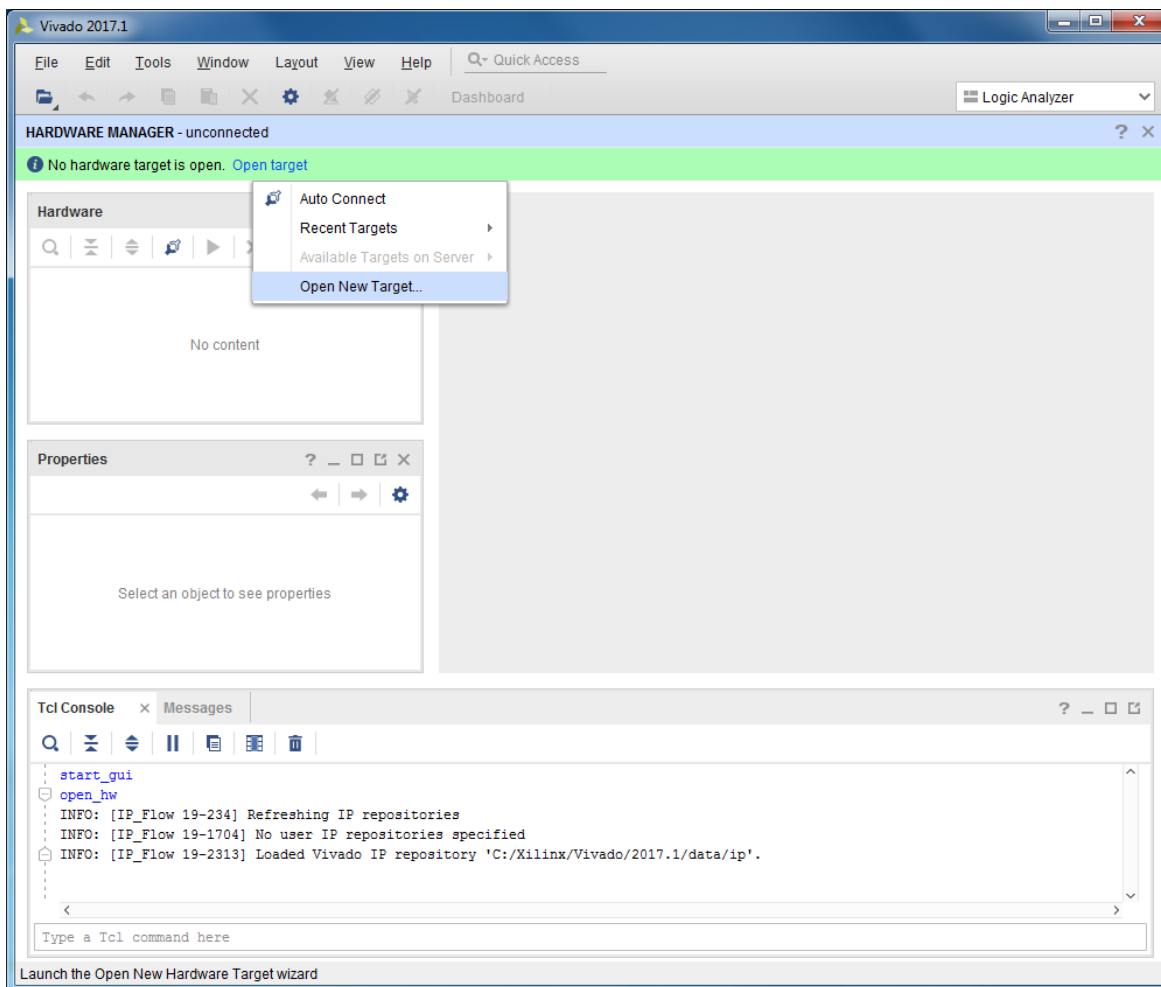 Vivado 2017.1
File Edit Tools Window Layout View Help Quick Access
Dashboard Logic Analyzer
HARDWARE MANAGER - unconnected ?
No hardware target is open. Open target
Auto Connect
Hardware
Recent Targets
Available Targets on Server
Open New Target...
No content
Properties ?
Select an object to see properties
Tcl Console Messages ?
start_gui
open_hw
INFO: [IP_Flow 19-234] Refreshing IP repositories
INFO: [IP_Flow 19-1704] No user IP repositories specified
INFO: [IP_Flow 19-2313] Loaded Vivado IP repository 'C:/Xilinx/Vivado/2017.1/data/ip'.
Type a Tcl command here
Launch the Open New Hardware Target wizard